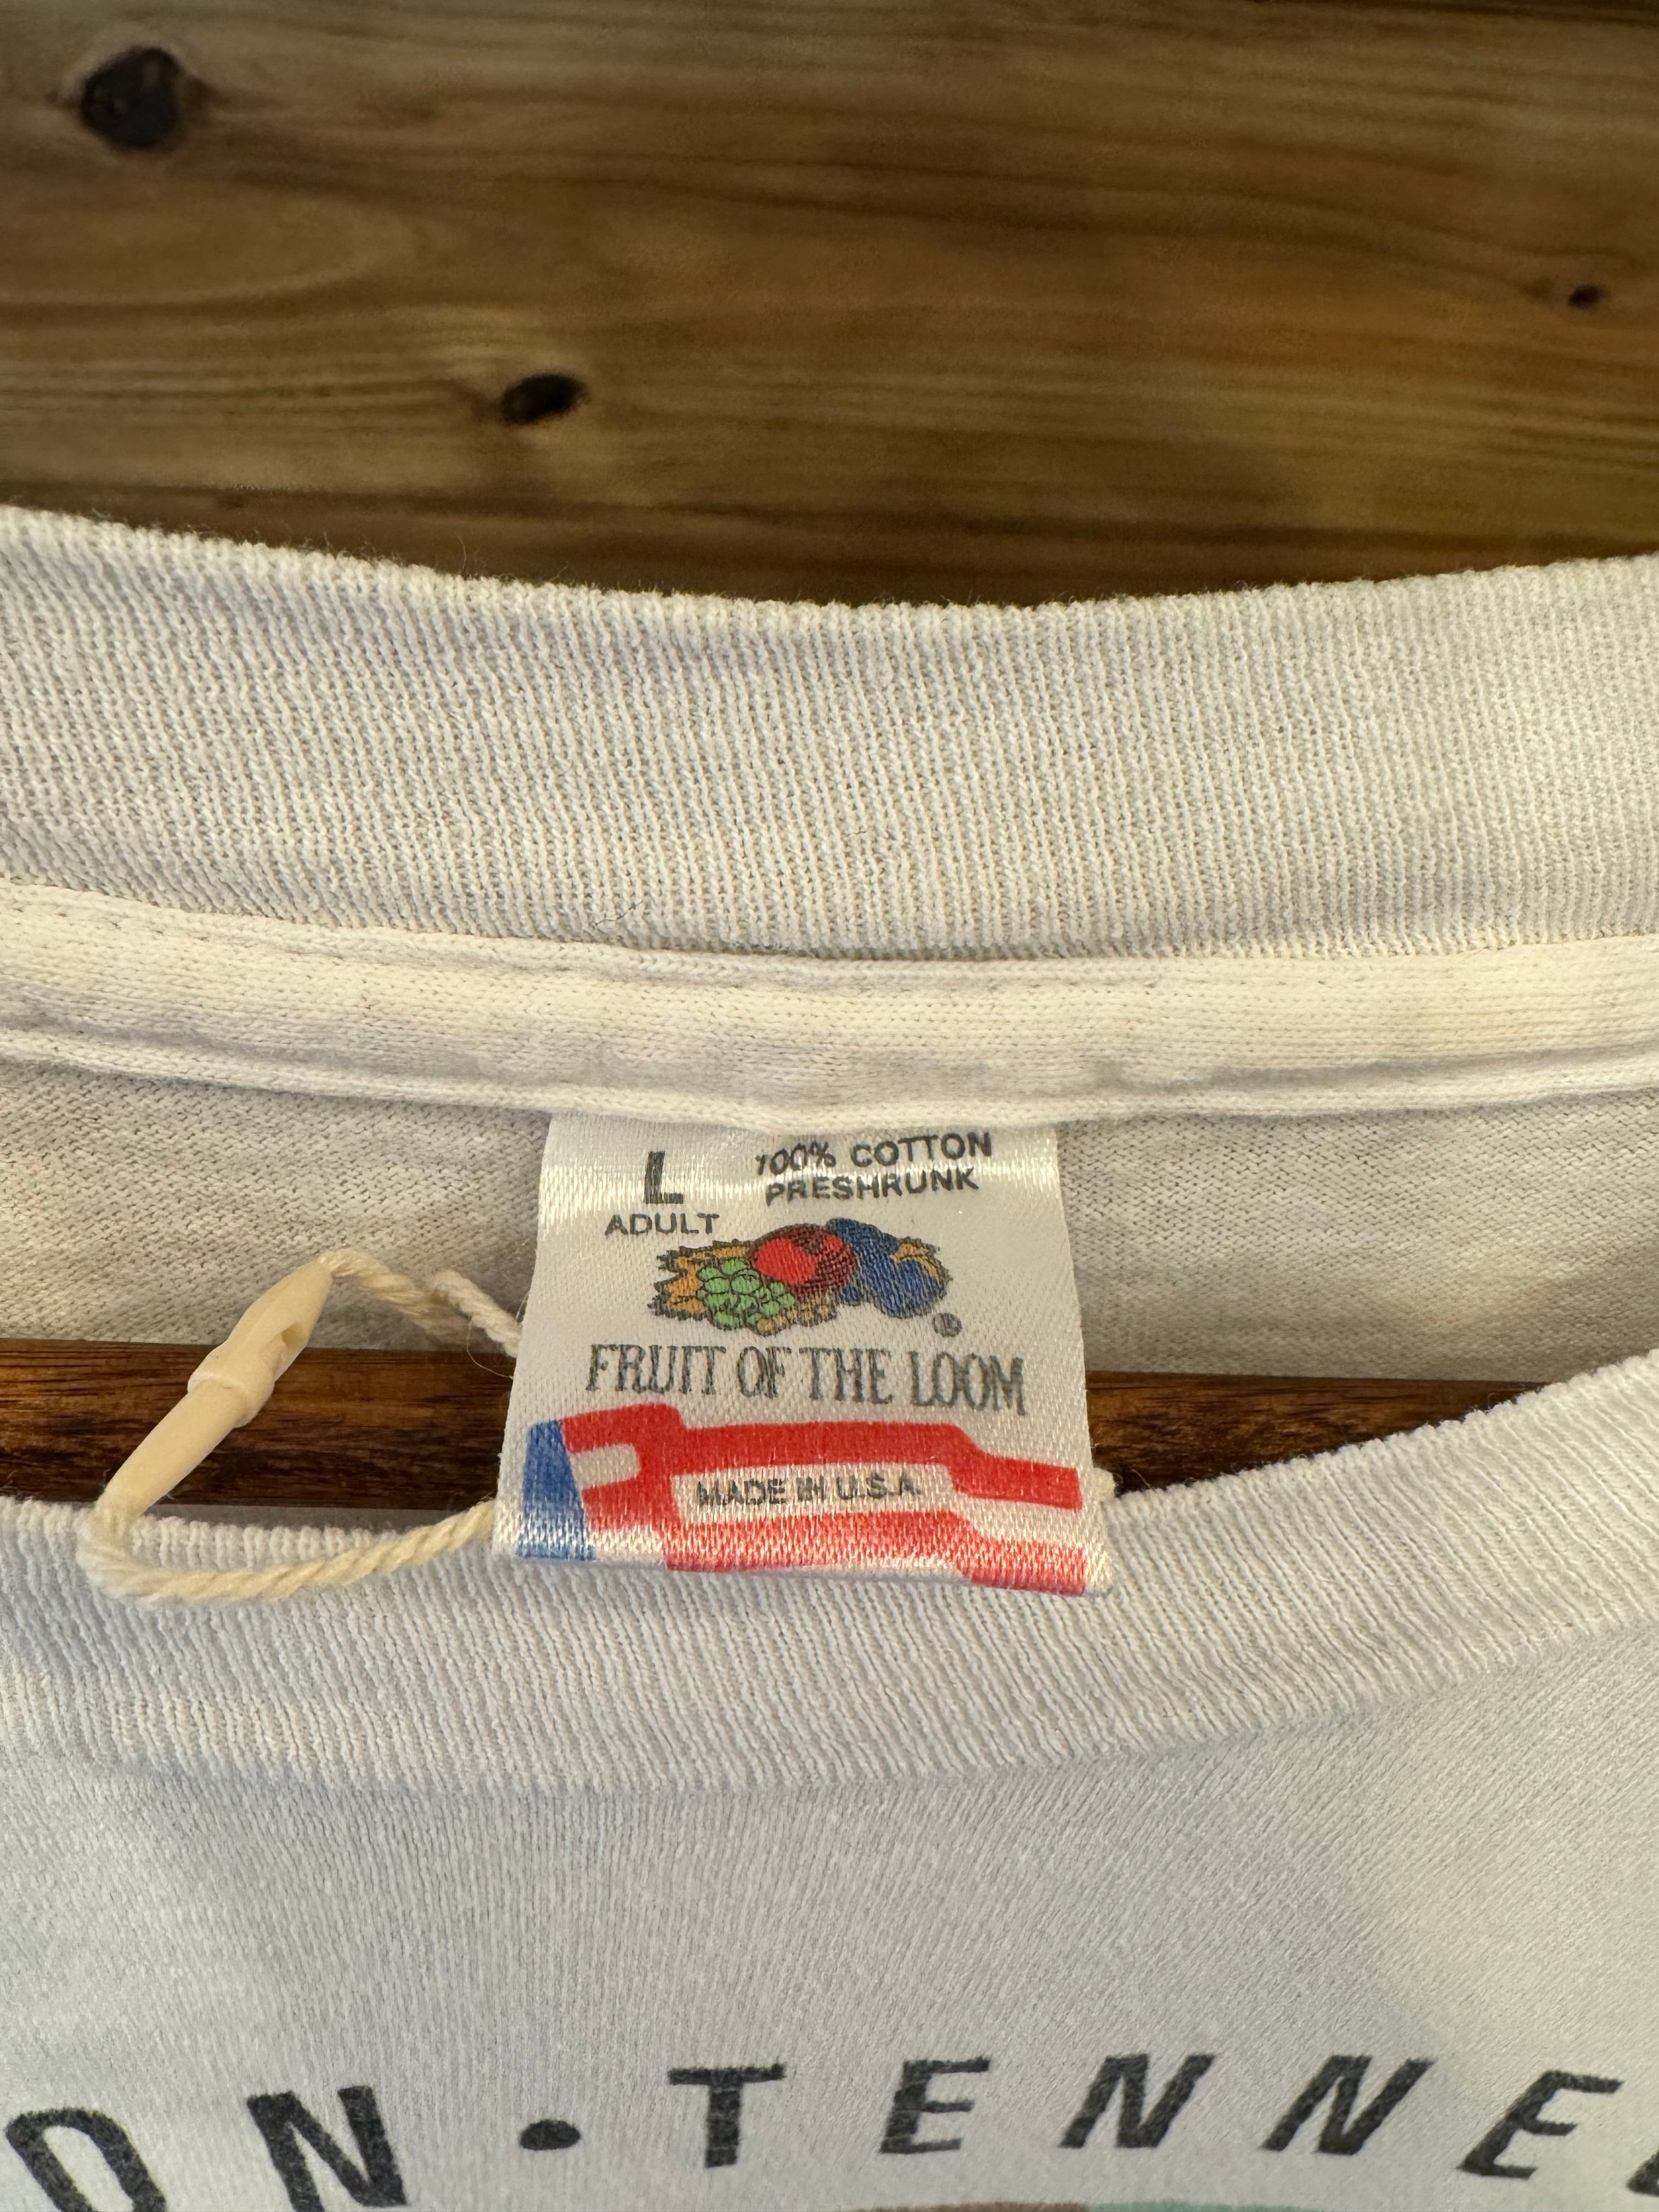 L 100% COTTON
ADULT PRESHRUNK
FRUIT OF THE LOOM
MADE IN U.S.A.
ON • TENNE